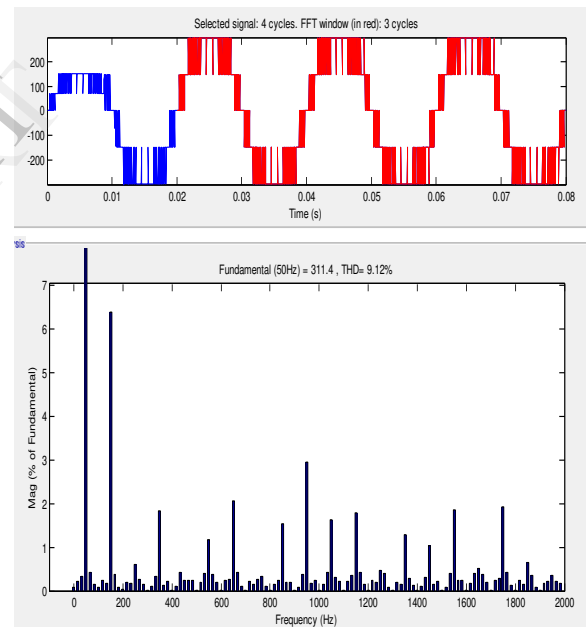 Selected signal: 4 cycles. FFT window (in red): 3 cycles
200
100
0
-100
-200
0 0.01 0.02 0.03 0.04 0.05 0.06 0.07 0.08
Time (s)
sis
Fundamental (50Hz) = 311.4 , THD= 9.12%
7
6
5
4
3
2
1
0
Mag (% of Fundamental)
0 200 400 600 800 1000 1200 1400 1600 1800 2000
Frequency (Hz)